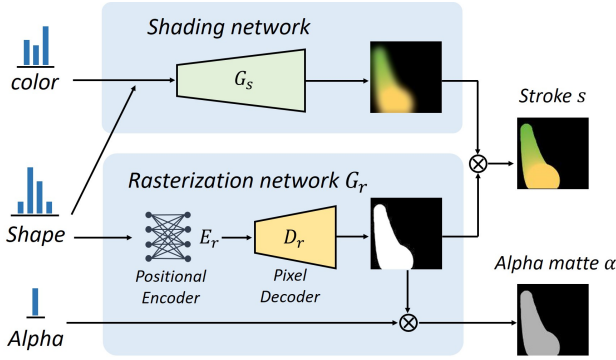 Shading network
color
G_s
Stroke s
Rasterization network G_r
Shape
E_r
D_r
Positional
Encoder
Pixel
Decoder
Alpha matte α
Alpha